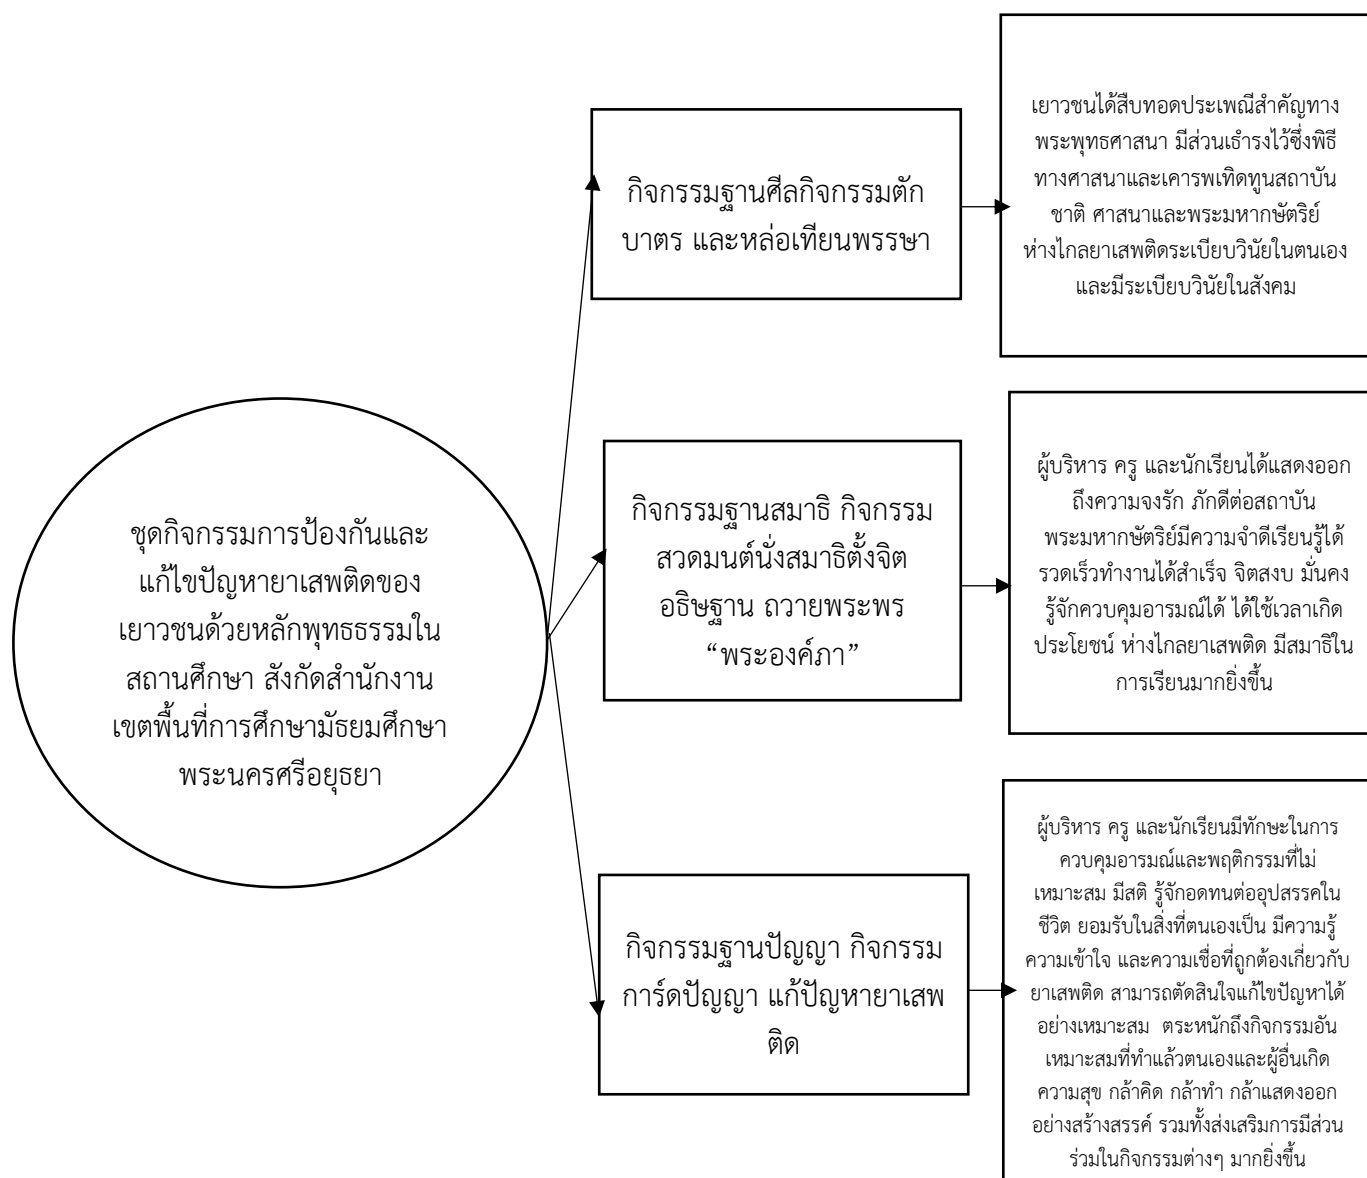 ชุดกิจกรรมการป้องกันและ
แก้ไขปัญหายาเสพติดของ
เยาวชนด้วยหลักพุทธธรรมใน
สถานศึกษา สังกัดสำนักงาน
เขตพื้นที่การศึกษามัธยมศึกษา
พระนครศรีอยุธยา
กิจกรรมฐานศีลกิจกรรมตัก
บาตร และหล่อเทียนพรรษา
เยาวชนได้สืบทอดประเพณีสำคัญทาง
พระพุทธศาสนา มีส่วนเธำรงไว้ซึ่งพิธี
ทางศาสนาและเคารพเทิดทูนสถาบัน
ชาติ ศาสนาและพระมหากษัตริย์
ห่างไกลยาเสพติดระเบียบวินัยในตนเอง
และมีระเบียบวินัยในสังคม
กิจกรรมฐานสมาธิ กิจกรรม
สวดมนต์นั่งสมาธิตั้งจิต
อธิษฐาน ถวายพระพร
“พระองค์ภา”
ผู้บริหาร ครู และนักเรียนได้แสดงออก
ถึงความจงรัก ภักดีต่อสถาบัน
พระมหากษัตริย์มีความจำดีเรียนรู้ได้
รวดเร็วทำงานได้สำเร็จ จิตสงบ มั่นคง
รู้จักควบคุมอารมณ์ได้ ได้ใช้เวลาเกิด
ประโยชน์ ห่างไกลยาเสพติด มีสมาธิใน
การเรียนมากยิ่งขึ้น
กิจกรรมฐานปัญญา กิจกรรม
การ์ดปัญญา แก้ปัญหายาเสพ
ติด
ผู้บริหาร ครู และนักเรียนมีทักษะในการ
ควบคุมอารมณ์และพฤติกรรมที่ไม่
เหมาะสม มีสติ รู้จักอดทนต่ออุปสรรคใน
ชีวิต ยอมรับในสิ่งที่ตนเองเป็น มีความรู้
ความเข้าใจ และความเชื่อที่ถูกต้องเกี่ยวกับ
ยาเสพติด สามารถตัดสินใจแก้ไขปัญหาได้
อย่างเหมาะสม ตระหนักถึงกิจกรรมอัน
เหมาะสมที่ทำแล้วตนเองและผู้อื่นเกิด
ความสุข กล้าคิด กล้าทำ กล้าแสดงออก
อย่างสร้างสรรค์ รวมทั้งส่งเสริมการมีส่วน
ร่วมในกิจกรรมต่างๆ มากยิ่งขึ้น